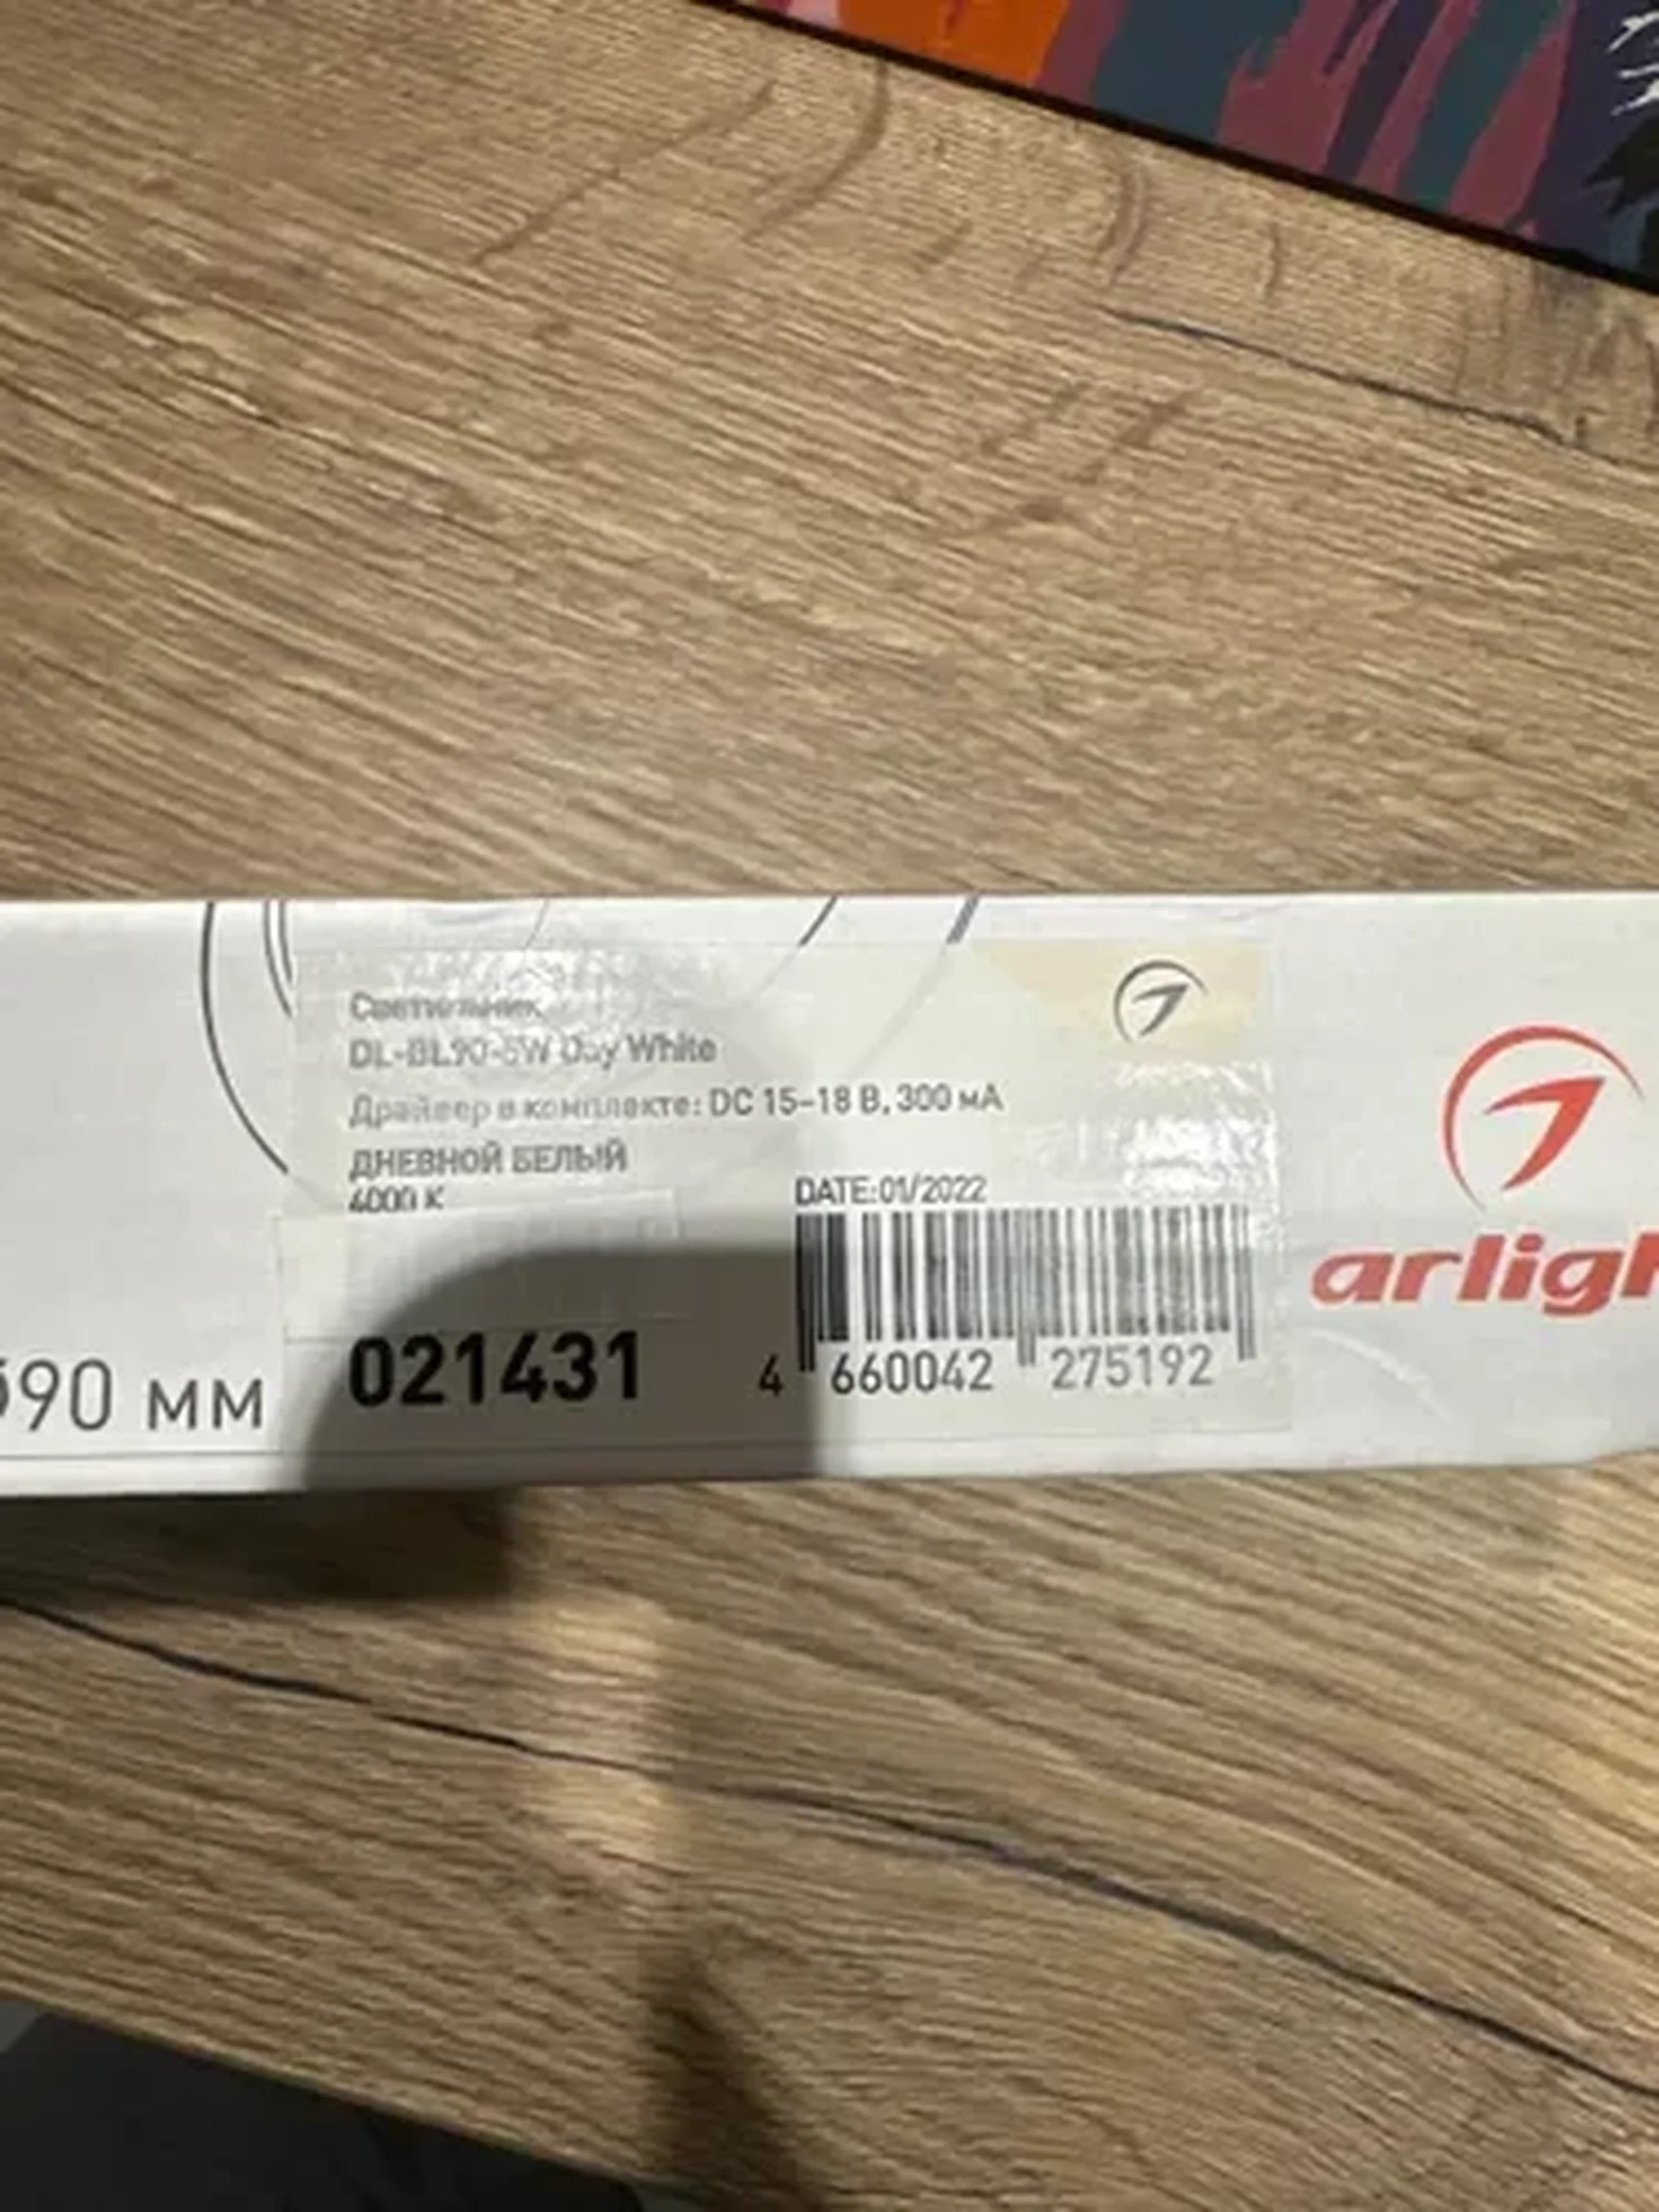 Светильник
DL-BL90-5W Day White
Драйвер в комплекте: DC 15-18 В, 300 мА
ДНЕВНОЙ БЕЛЫЙ
4000 К
DATE:01/2022
021431
4 660042 275192
Ø90 мм
arligh